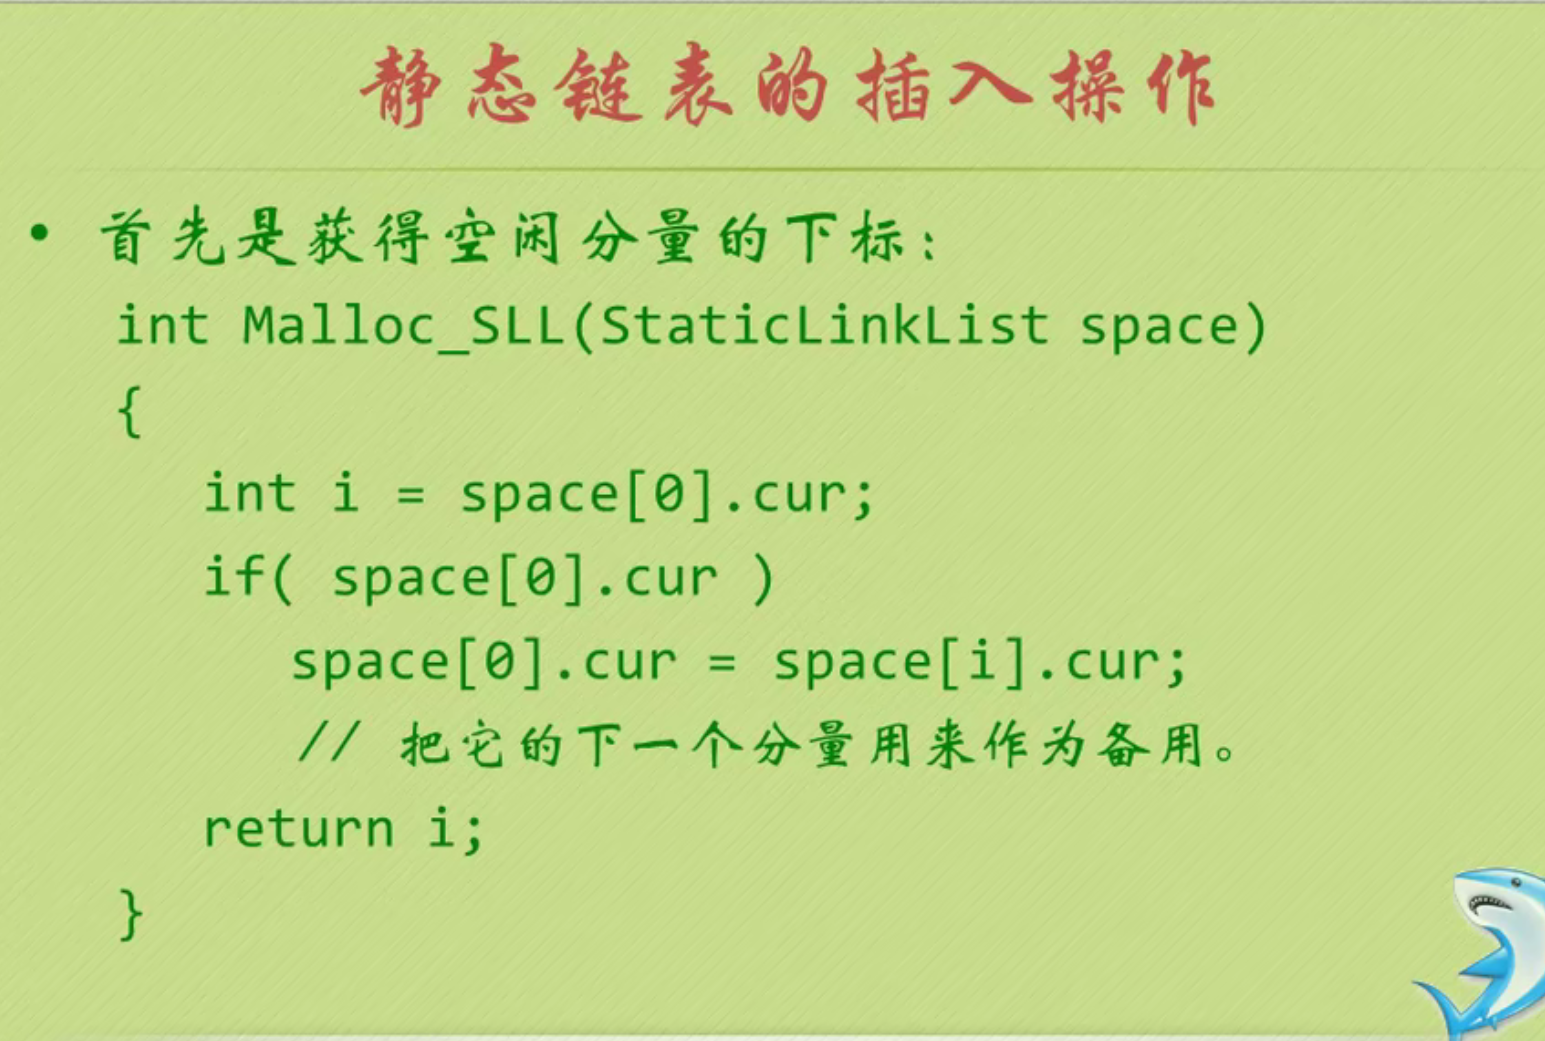 静态链表的插入操作
• 首先是获得空闲分量的下标：
int Malloc_SLL(StaticLinkList space)
{
int i = space[0].cur;
if( space[0].cur )
space[0].cur = space[i].cur;
// 把它的下一个分量用来作为备用。
return i;
}